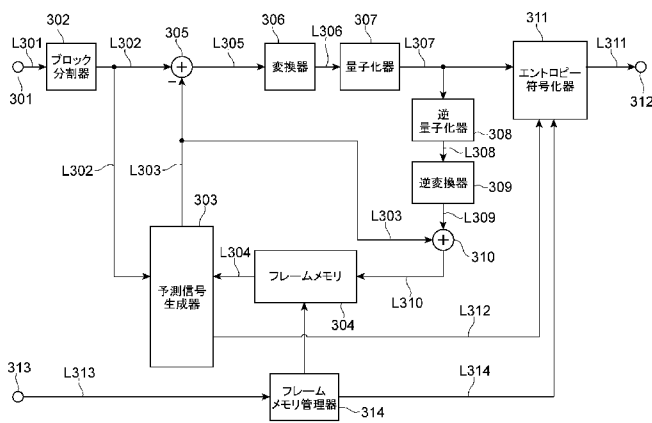 302
306
307
311
L301
ブロック
分割器
L302
305
L305
変換器
L306
量子化器
L307
エントロピー
符号化器
L311
301
312
逆
量子化器
308
L308
L302
L303
逆変換器
309
L309
303
L303
310
予測信号
生成器
L304
フレームメモリ
304
L310
L312
313
L313
フレーム
メモリ管理器
314
L314